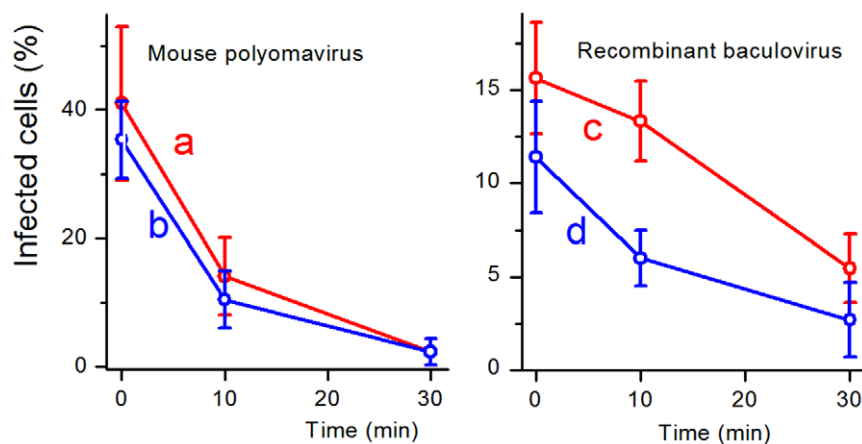 Infected cells (%)
Mouse polyomavirus
40
20
0
a
b
0
10
20
30
Time (min)
Recombinant baculovirus
15
10
5
0
c
d
0
10
20
30
Time (min)